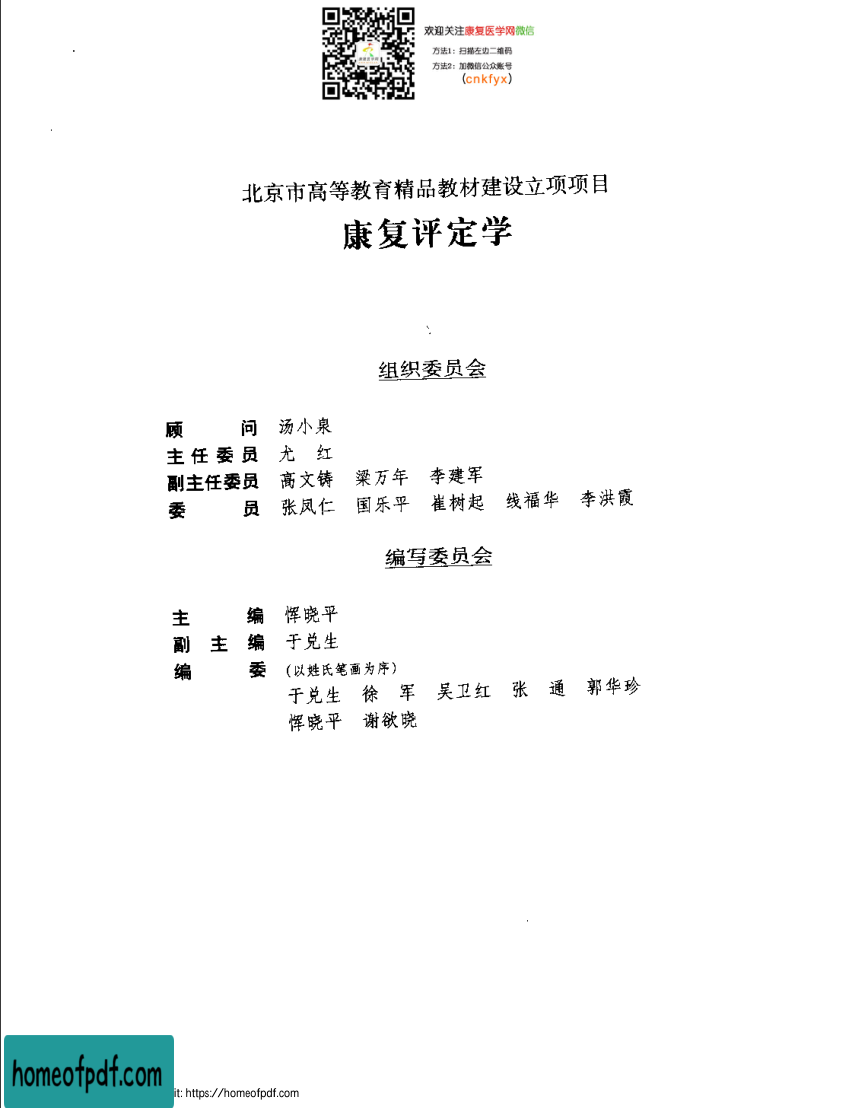 欢迎关注康复医学网微信
方法1：扫描左边二维码
方法2：加微信公众账号
(cnkfyx)
北京市高等教育精品教材建设立项项目
康复评定学
组织委员会
顾 问 汤小泉
主任委员 尤 红
副主任委员 高文铸 梁万年 李建军
委 员 张凤仁 国乐平 崔树起 线福华 李洪霞
编写委员会
主 编 恽晓平
副主编 于兑生
编 委 (以姓氏笔画为序)
于兑生 徐 军 吴卫红 张 通 郭华珍
恽晓平 谢欲晓
homeofpdf.com
it: https://homeofpdf.com